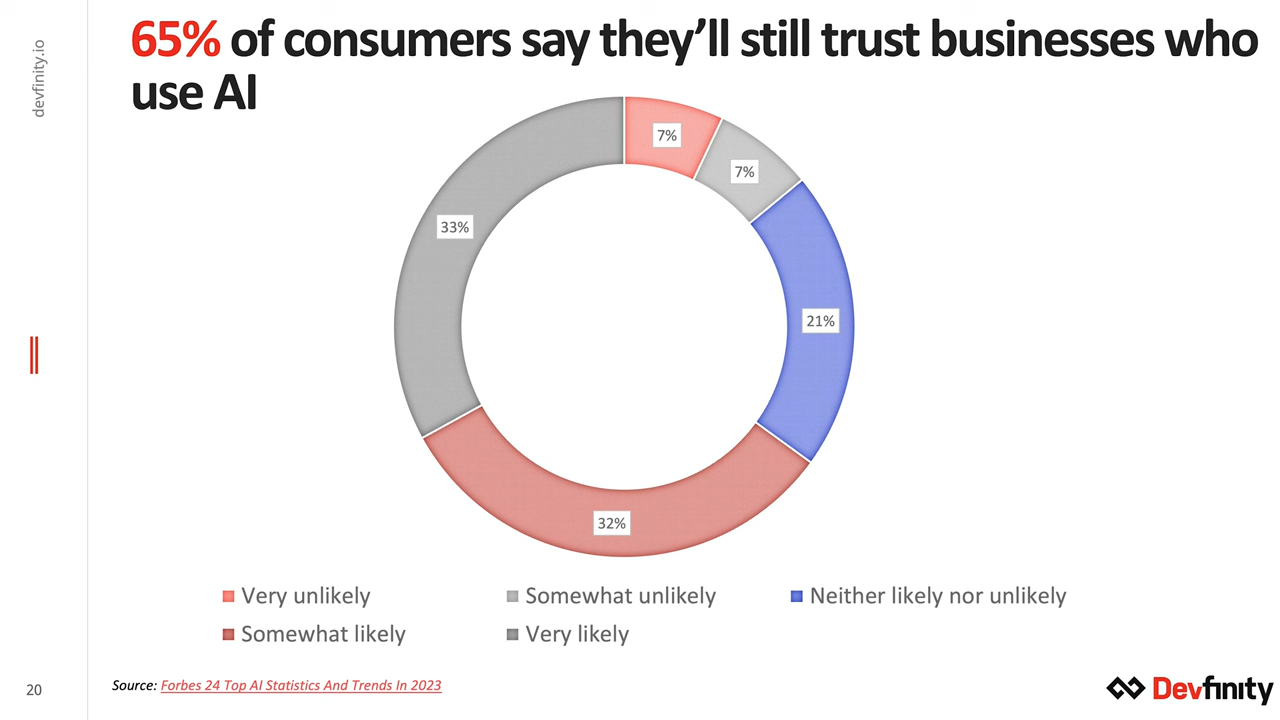 65% of consumers say they’ll still trust businesses who
use AI
devfinity.io
7%
7%
33%
21%
32%
Very unlikely
Somewhat unlikely
Neither likely nor unlikely
Somewhat likely
Very likely
20
Source: Forbes 24 Top AI Statistics And Trends In 2023
Devfinity